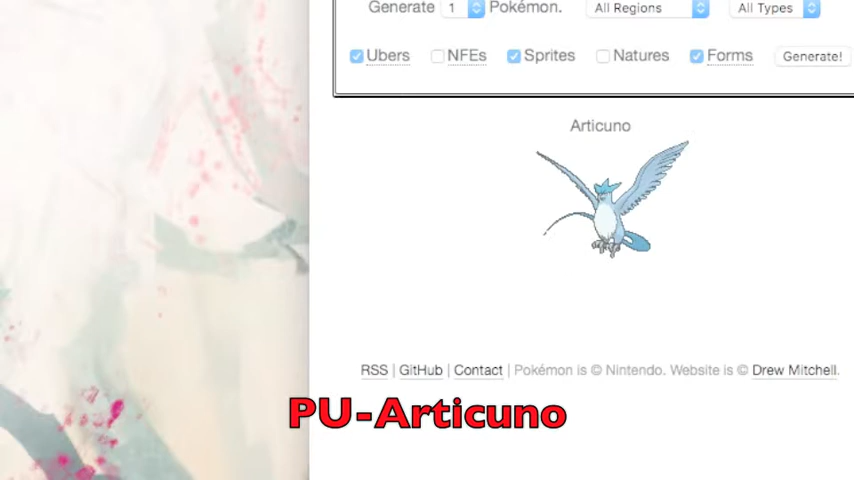 Generate 1 Pokémon. All Regions All Types
Ubers NFEs Sprites Natures Forms Generate!
Articuno
RSS | GitHub | Contact | Pokémon is © Nintendo. Website is © Drew Mitchell.
PU-Articuno